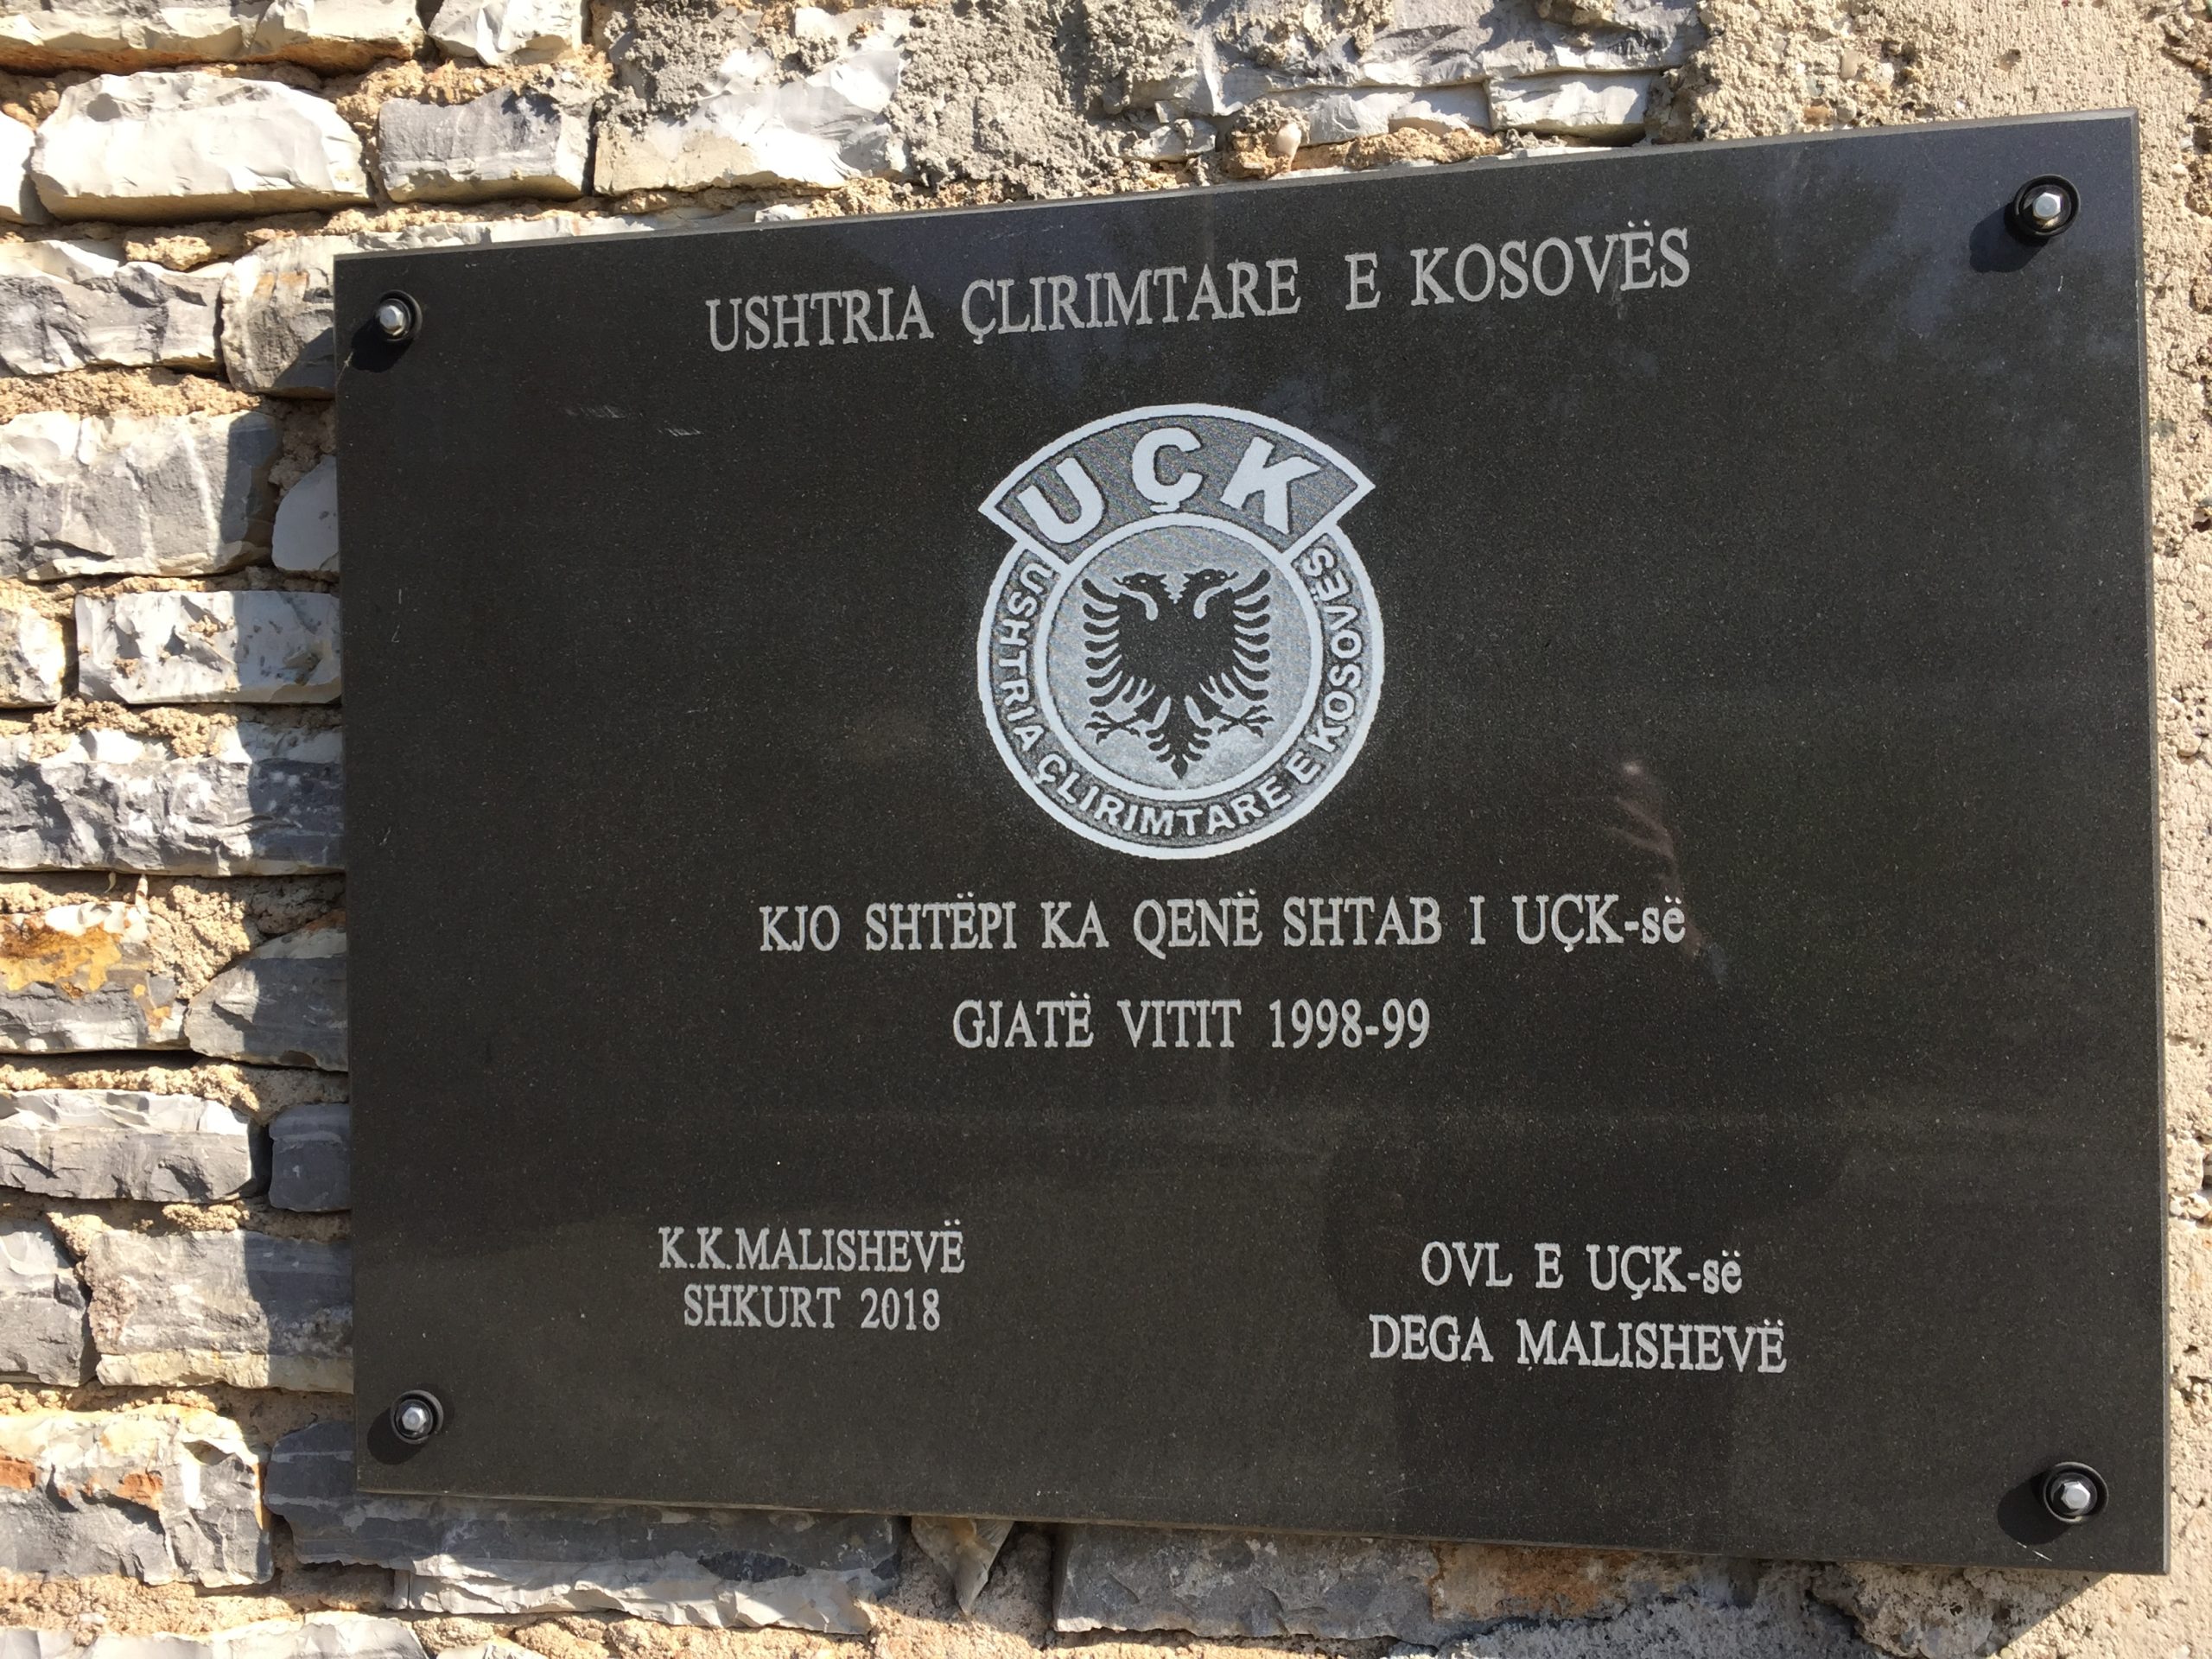 USHTRIA ÇLIRIMTARE E KOSOVËS
UÇK
USHTRIA ÇLIRIMTARE E KOSOVËS
KJO SHTËPI KA QENË SHTAB I UÇK-së
GJATË VITIT 1998-99
K.K.MALISHEVË
SHKURT 2018
OVL E UÇK-së
DEGA MALISHEVË